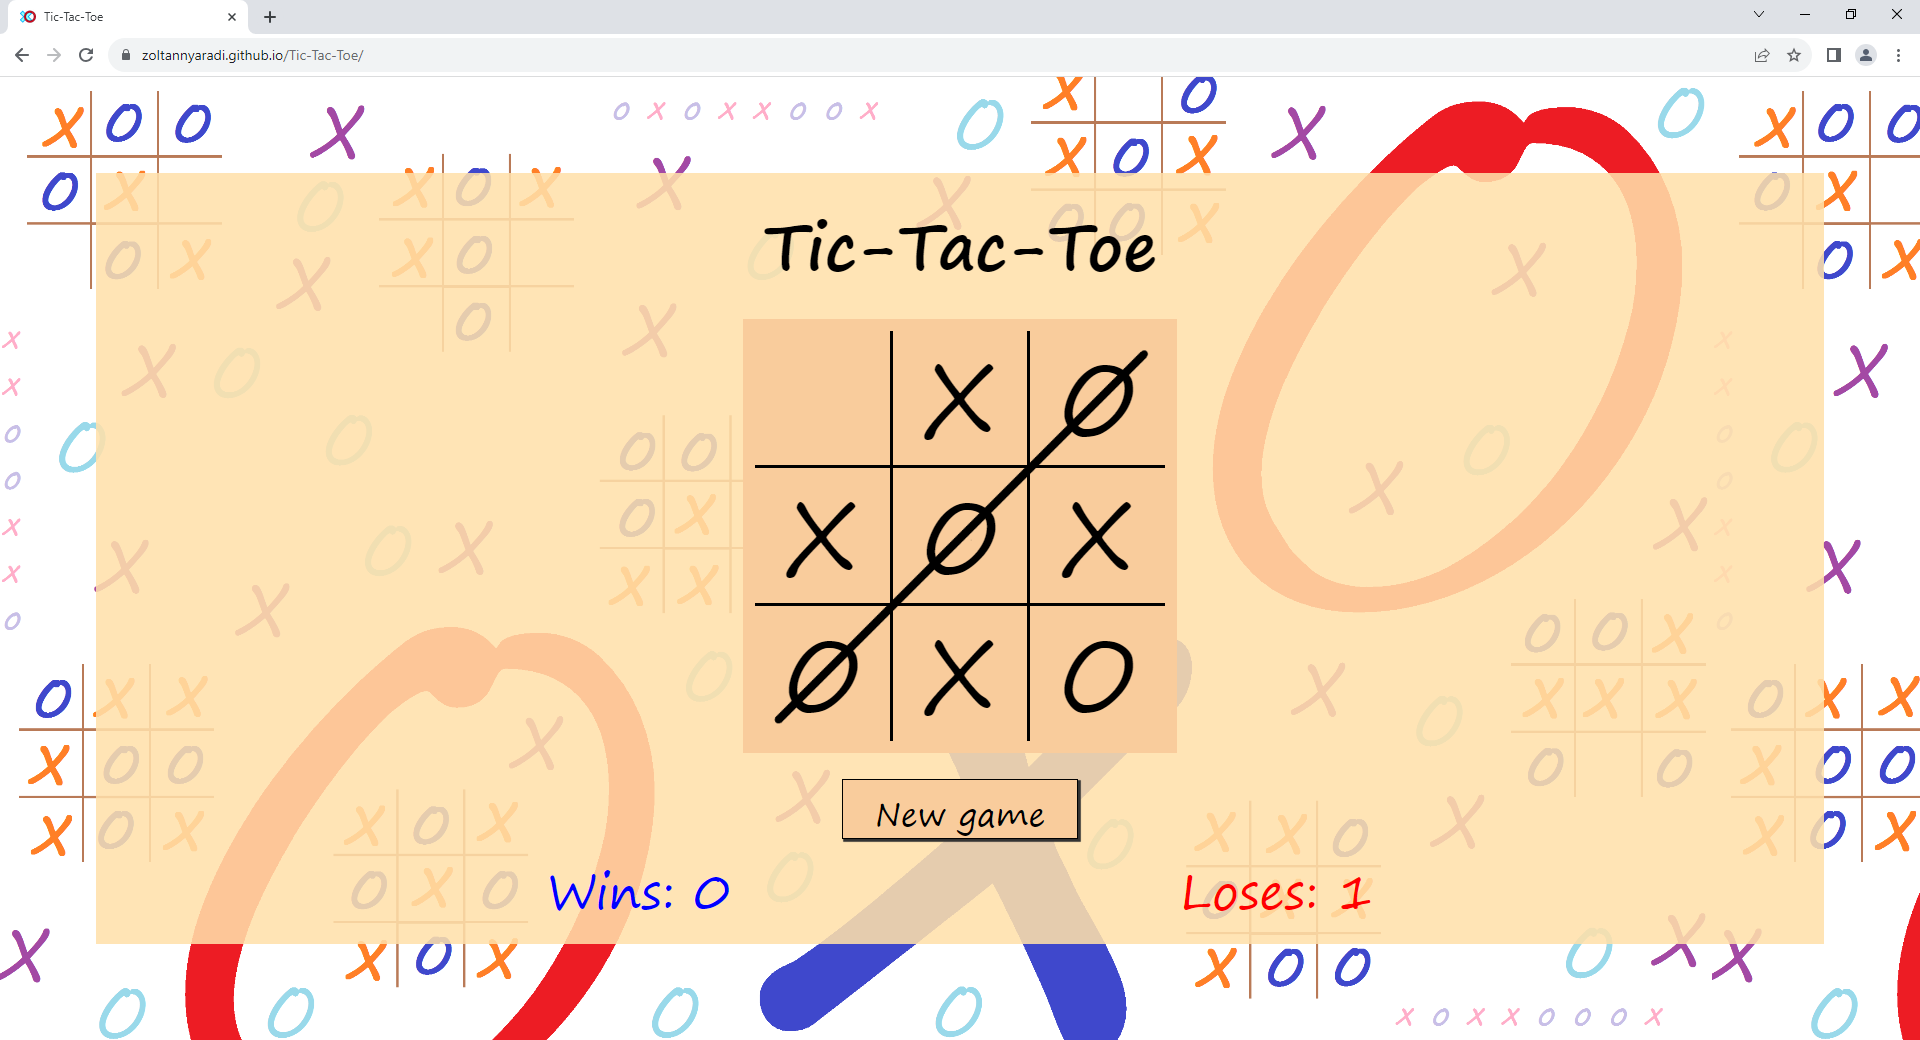 Tic-Tac-Toe
zoltannyaradi.github.io/Tic-Tac-Toe/
Tic-Tac-Toe
X O
X O X
O X O
New game
Wins: 0
Loses: 1